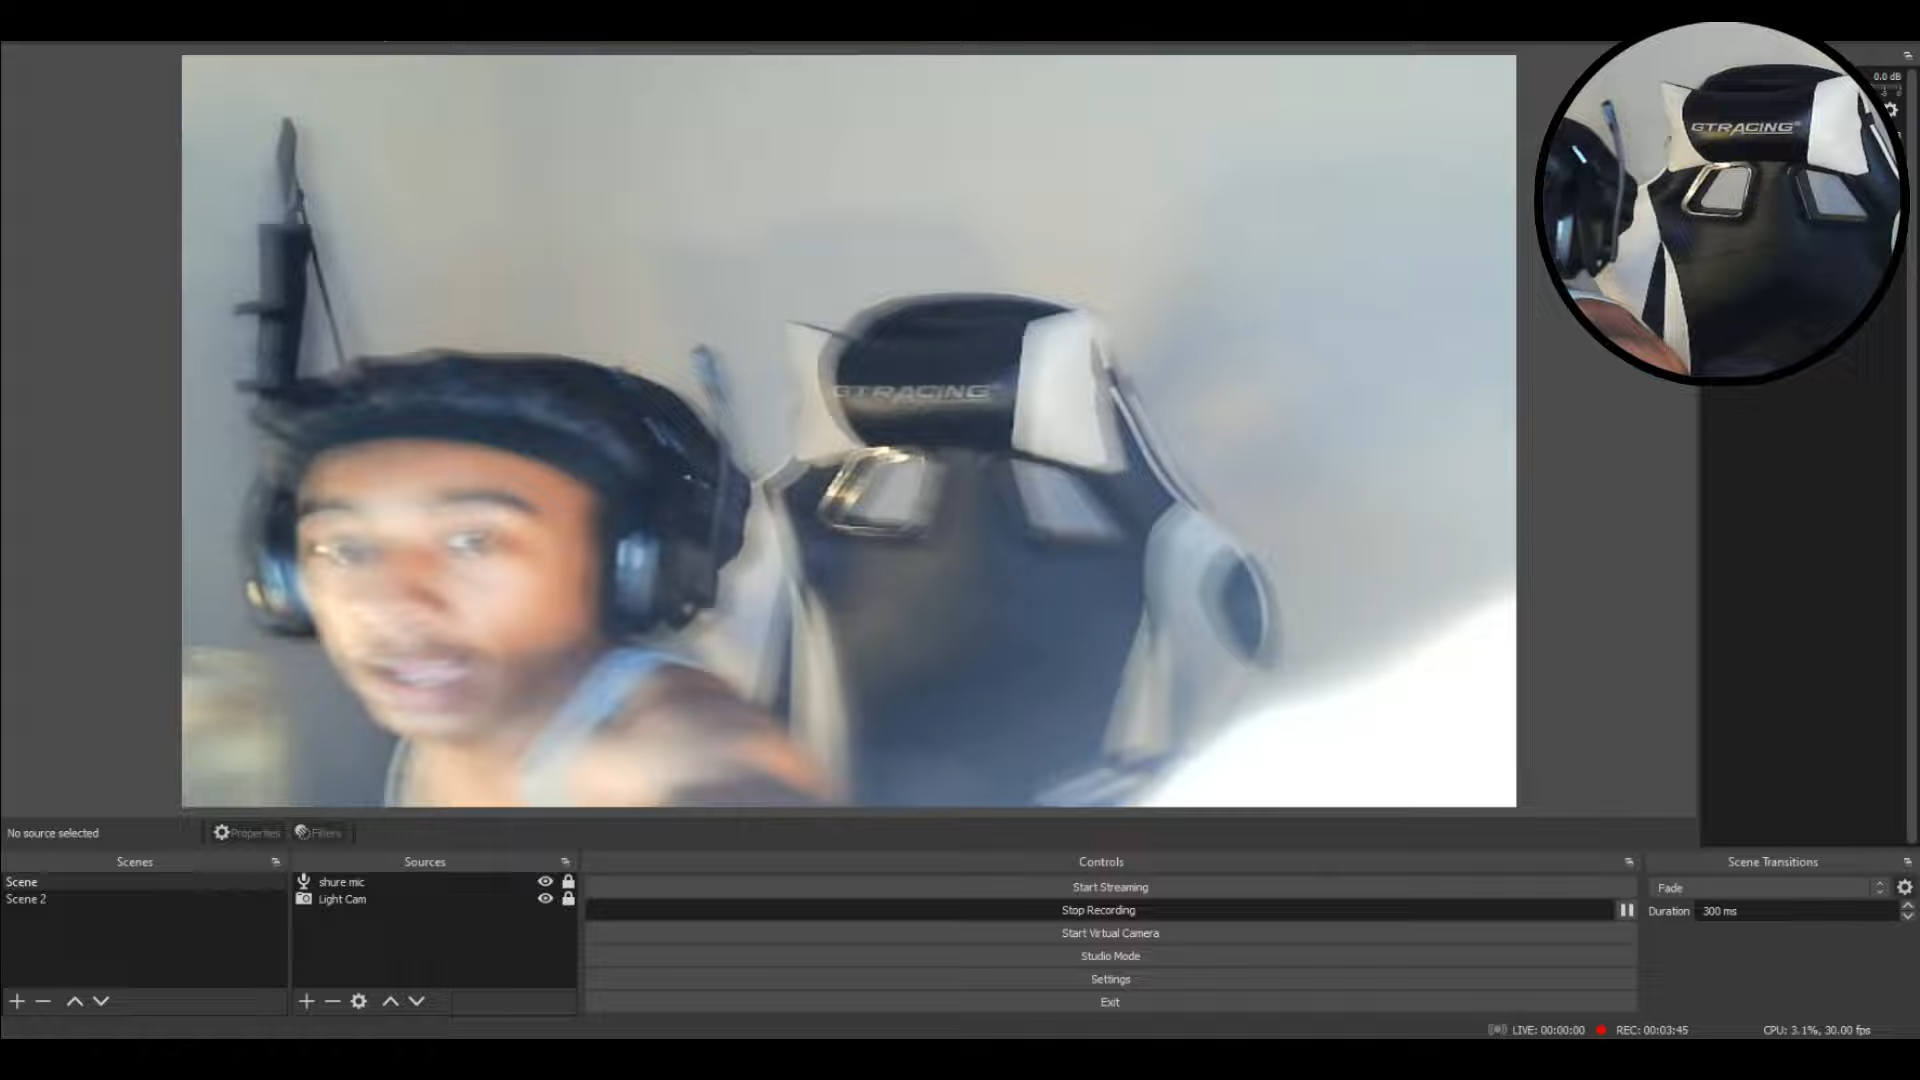 0.0 dB
GTRACING
GTRACING
No source selected
Properties
Filters
Scenes
Sources
Controls
Scene Transitions
Scene
Scene 2
shure mic
Light Cam
Start Streaming
Stop Recording
Start Virtual Camera
Studio Mode
Settings
Exit
Fade
Duration 300 ms
LIVE: 00:00:00 REC: 00:03:45 CPU: 3.1%, 30.00 fps